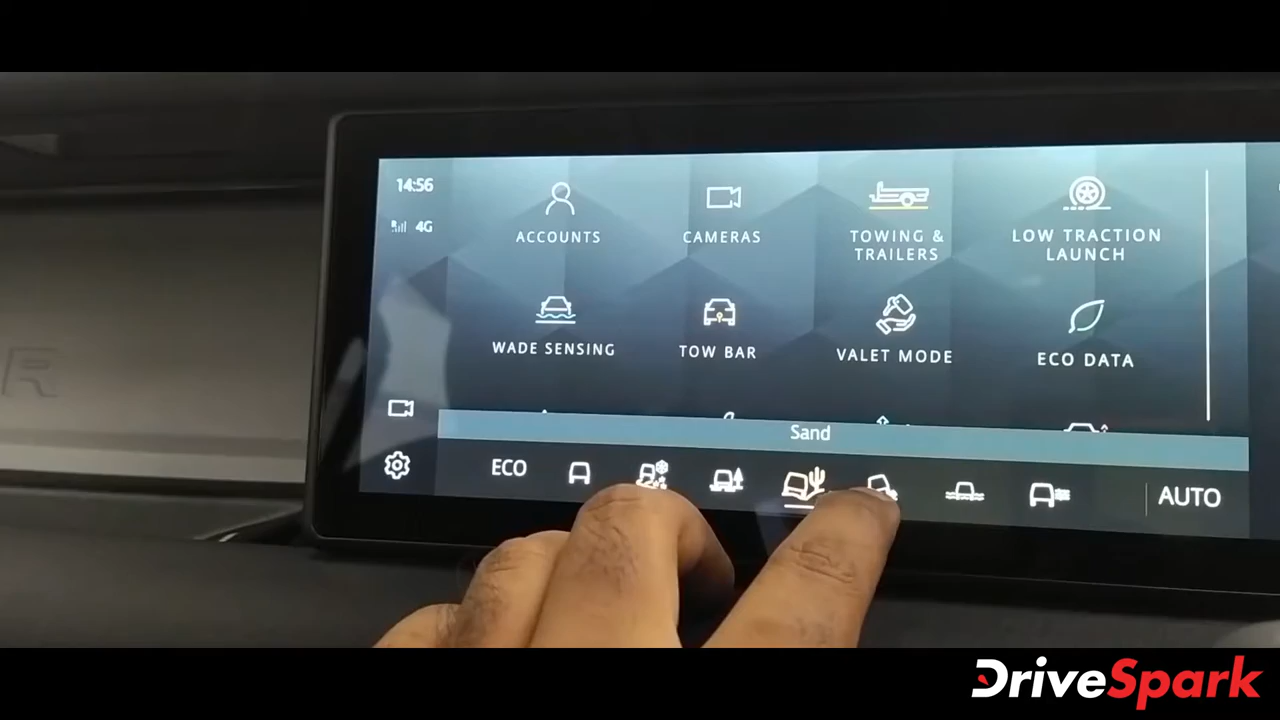 14:56
4G
ACCOUNTS
CAMERAS
TOWING &
TRAILERS
LOW TRACTION
LAUNCH
WADE SENSING
TOW BAR
VALET MODE
ECO DATA
Sand
ECO
AUTO
R
DriveSpark